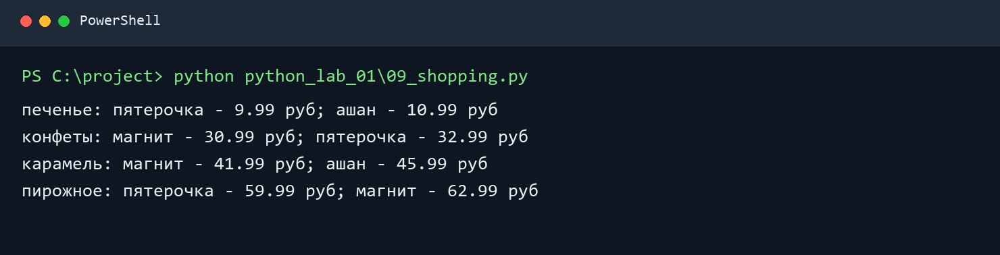 PowerShell
PS C:\project> python python_lab_01\09_shopping.py
печенье: пятерочка - 9.99 руб; ашан - 10.99 руб
конфеты: магнит - 30.99 руб; пятерочка - 32.99 руб
карамель: магнит - 41.99 руб; ашан - 45.99 руб
пирожное: пятерочка - 59.99 руб; магнит - 62.99 руб